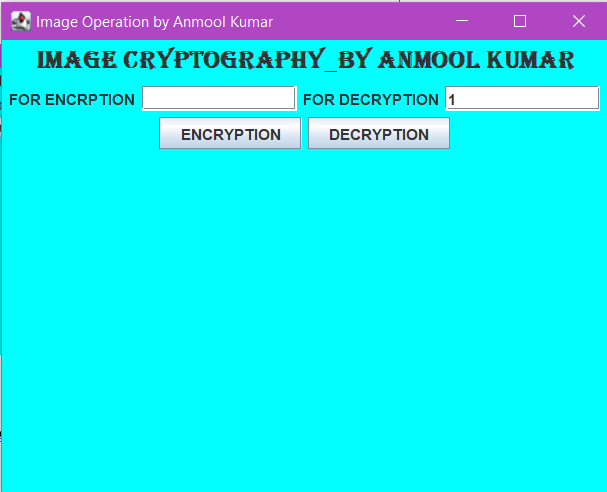 Image Operation by Anmool Kumar
IMAGE CRYPTOGRAPHY_BY ANMOOL KUMAR
FOR ENCRPTION FOR DECRYPTION 1
ENCRYPTION DECRYPTION